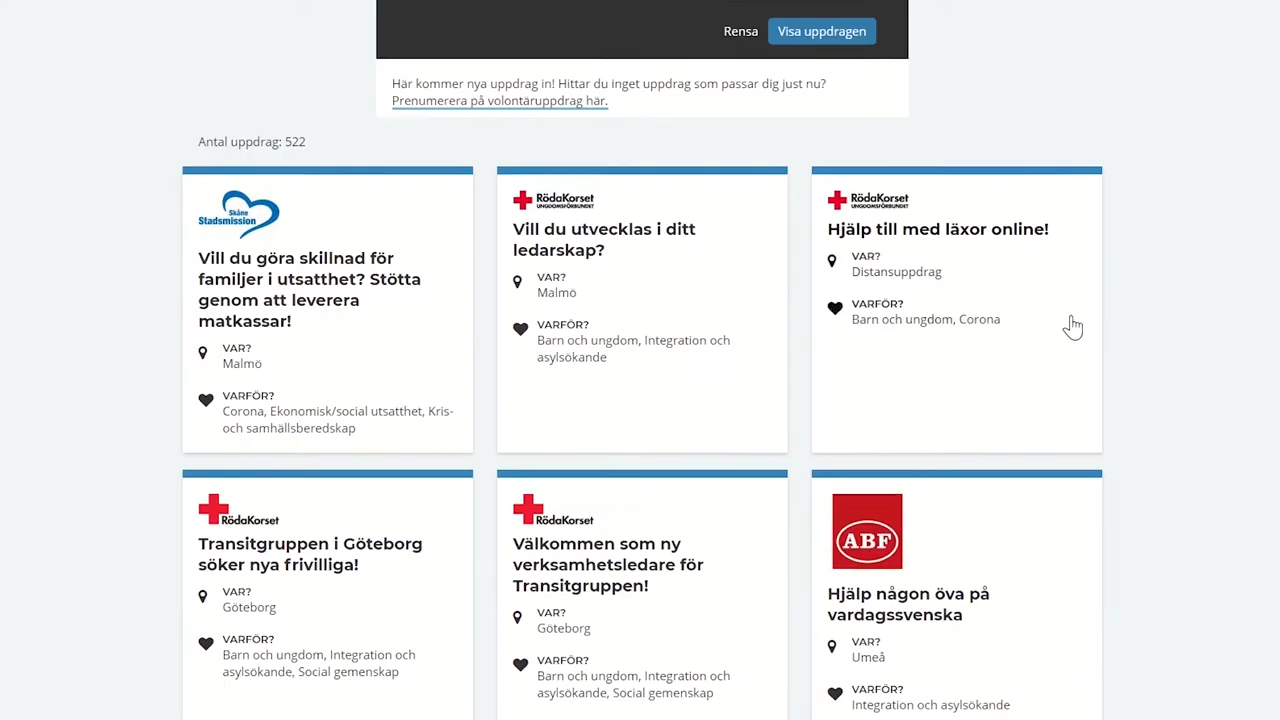 Rensa
Visa uppdragen
Här kommer nya uppdrag in! Hittar du inget uppdrag som passar dig just nu?
Prenumerera på volontäruppdrag här.
Antal uppdrag: 522
Skåne
Stadsmission
Vill du göra skillnad för
familjer i utsatthet? Stötta
genom att leverera
matkassar!
VAR?
Malmö
VARFÖR?
Corona, Ekonomisk/social utsatthet, Kris-
och samhällsberedskap
RödaKorset
UNGDOMSFÖRBUNDET
Vill du utvecklas i ditt
ledarskap?
VAR?
Malmö
VARFÖR?
Barn och ungdom, Integration och
asylsökande
RödaKorset
UNGDOMSFÖRBUNDET
Hjälp till med läxor online!
VAR?
Distansuppdrag
VARFÖR?
Barn och ungdom, Corona
RödaKorset
Transitgruppen i Göteborg
söker nya frivilliga!
VAR?
Göteborg
VARFÖR?
Barn och ungdom, Integration och
asylsökande, Social gemenskap
RödaKorset
Välkommen som ny
verksamhetsledare för
Transitgruppen!
VAR?
Göteborg
VARFÖR?
Barn och ungdom, Integration och
asylsökande, Social gemenskap
ABF
Hjälp någon öva på
vardagssvenska
VAR?
Umeå
VARFÖR?
Integration och asylsökande